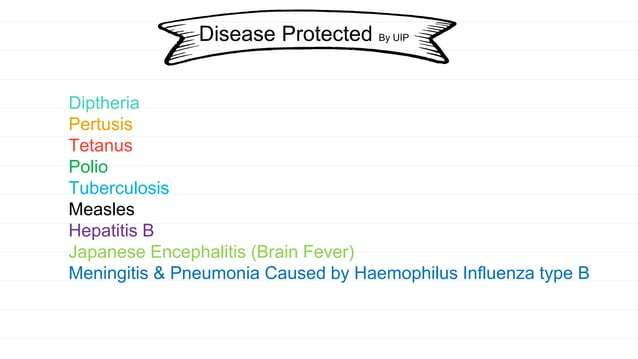 Disease Protected By UIP
Diptheria
Pertusis
Tetanus
Polio
Tuberculosis
Measles
Hepatitis B
Japanese Encephalitis (Brain Fever)
Meningitis & Pneumonia Caused by Haemophilus Influenza type B